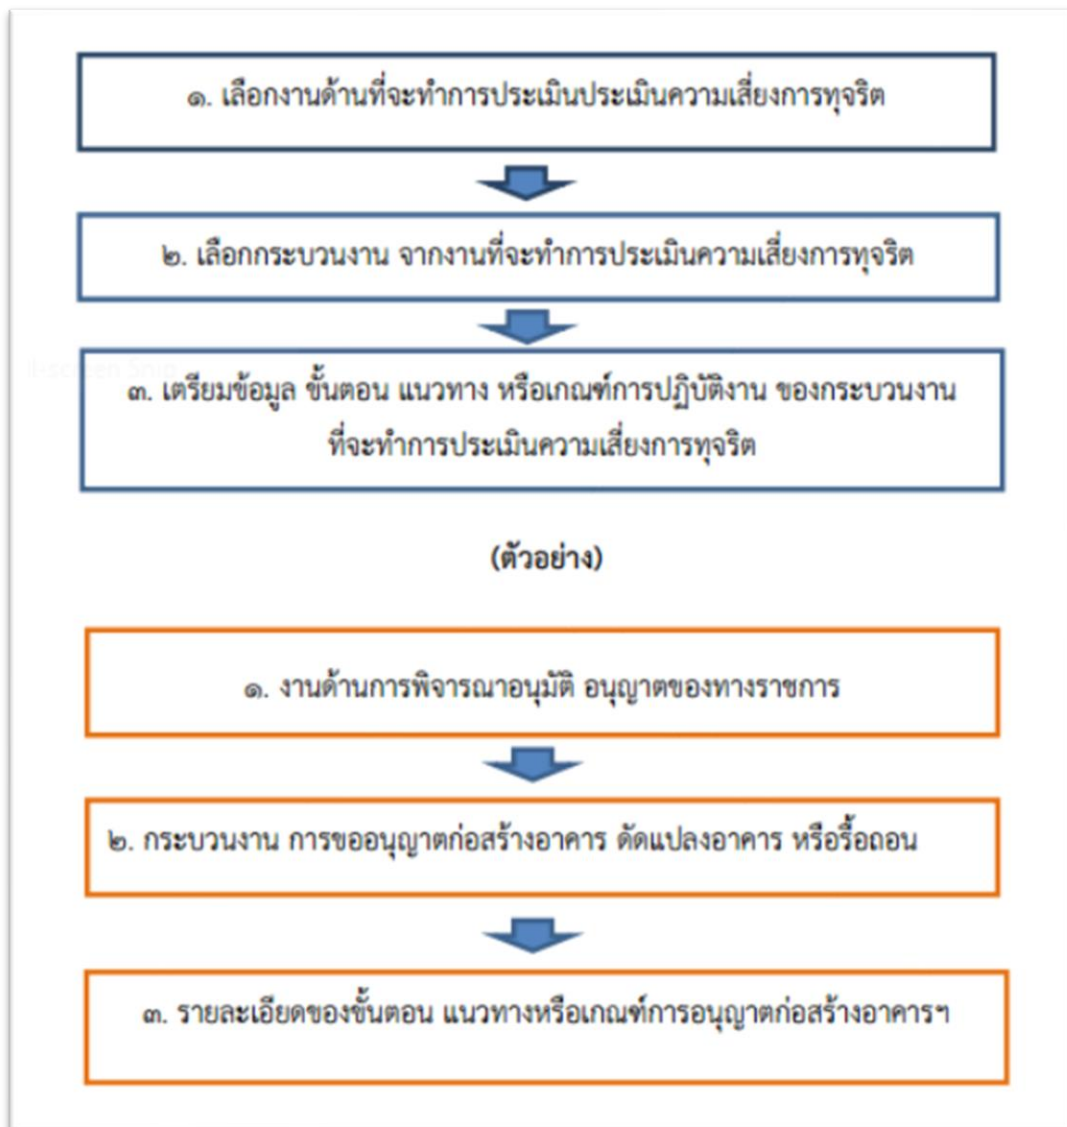 ๑. เลือกงานด้านที่จะทำการประเมินประเมินความเสี่ยงการทุจริต
๒. เลือกกระบวนงาน จากงานที่จะทำการประเมินความเสี่ยงการทุจริต
๓. เตรียมข้อมูล ขั้นตอน แนวทาง หรือเกณฑ์การปฏิบัติงาน ของกระบวนงาน
ที่จะทำการประเมินความเสี่ยงการทุจริต
(ตัวอย่าง)
๑. งานด้านการพิจารณาอนุมัติ อนุญาตของทางราชการ
๒. กระบวนงาน การขออนุญาตก่อสร้างอาคาร ดัดแปลงอาคาร หรือรื้อถอน
๓. รายละเอียดของขั้นตอน แนวทางหรือเกณฑ์การอนุญาตก่อสร้างอาคารฯ